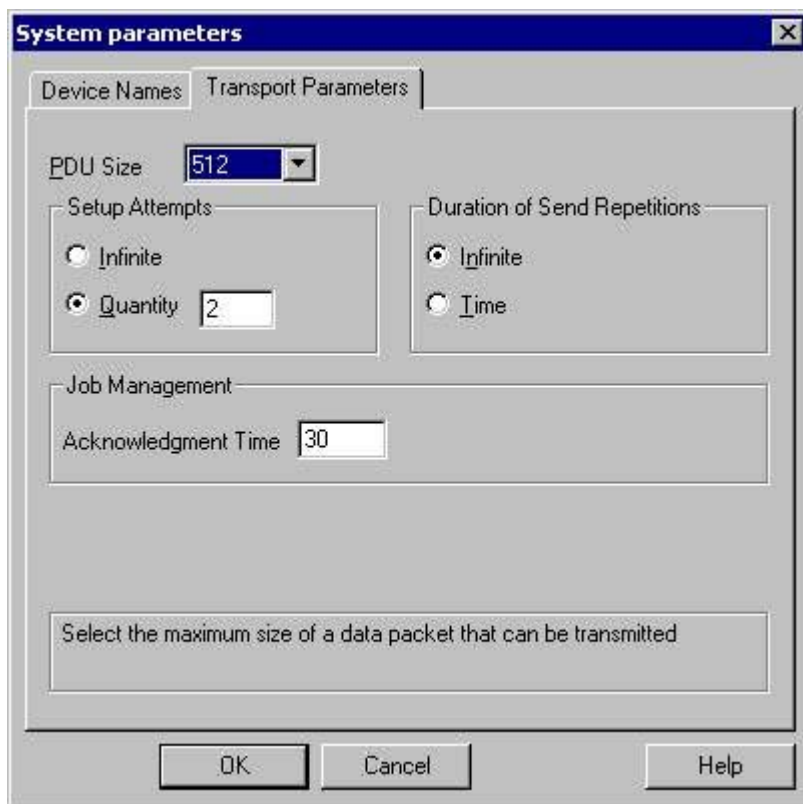 System parameters
Device Names
Transport Parameters
PDU Size 512
Setup Attempts
Infinite
Quantity 2
Duration of Send Repetitions
Infinite
Time
Job Management
Acknowledgment Time 30
Select the maximum size of a data packet that can be transmitted
OK
Cancel
Help